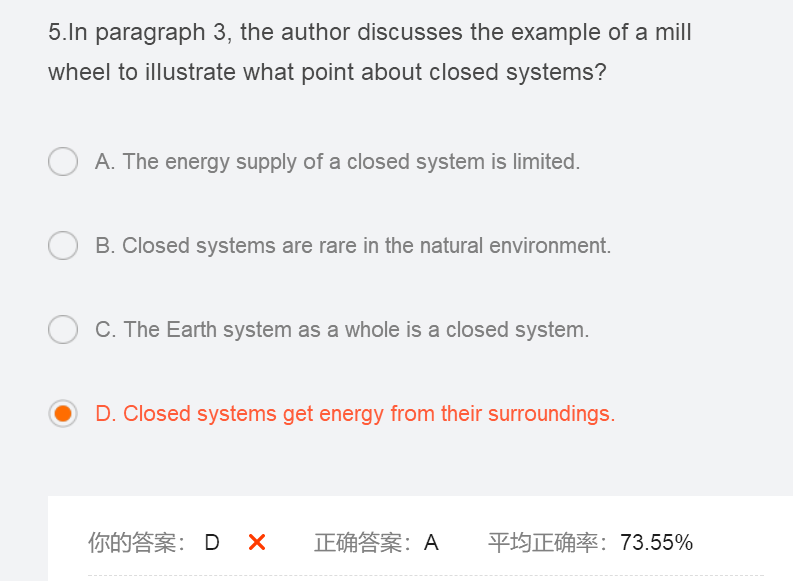 5.In paragraph 3, the author discusses the example of a mill
wheel to illustrate what point about closed systems?
A. The energy supply of a closed system is limited.
B. Closed systems are rare in the natural environment.
C. The Earth system as a whole is a closed system.
D. Closed systems get energy from their surroundings.
你的答案： D ✕ 正确答案：A 平均正确率：73.55%